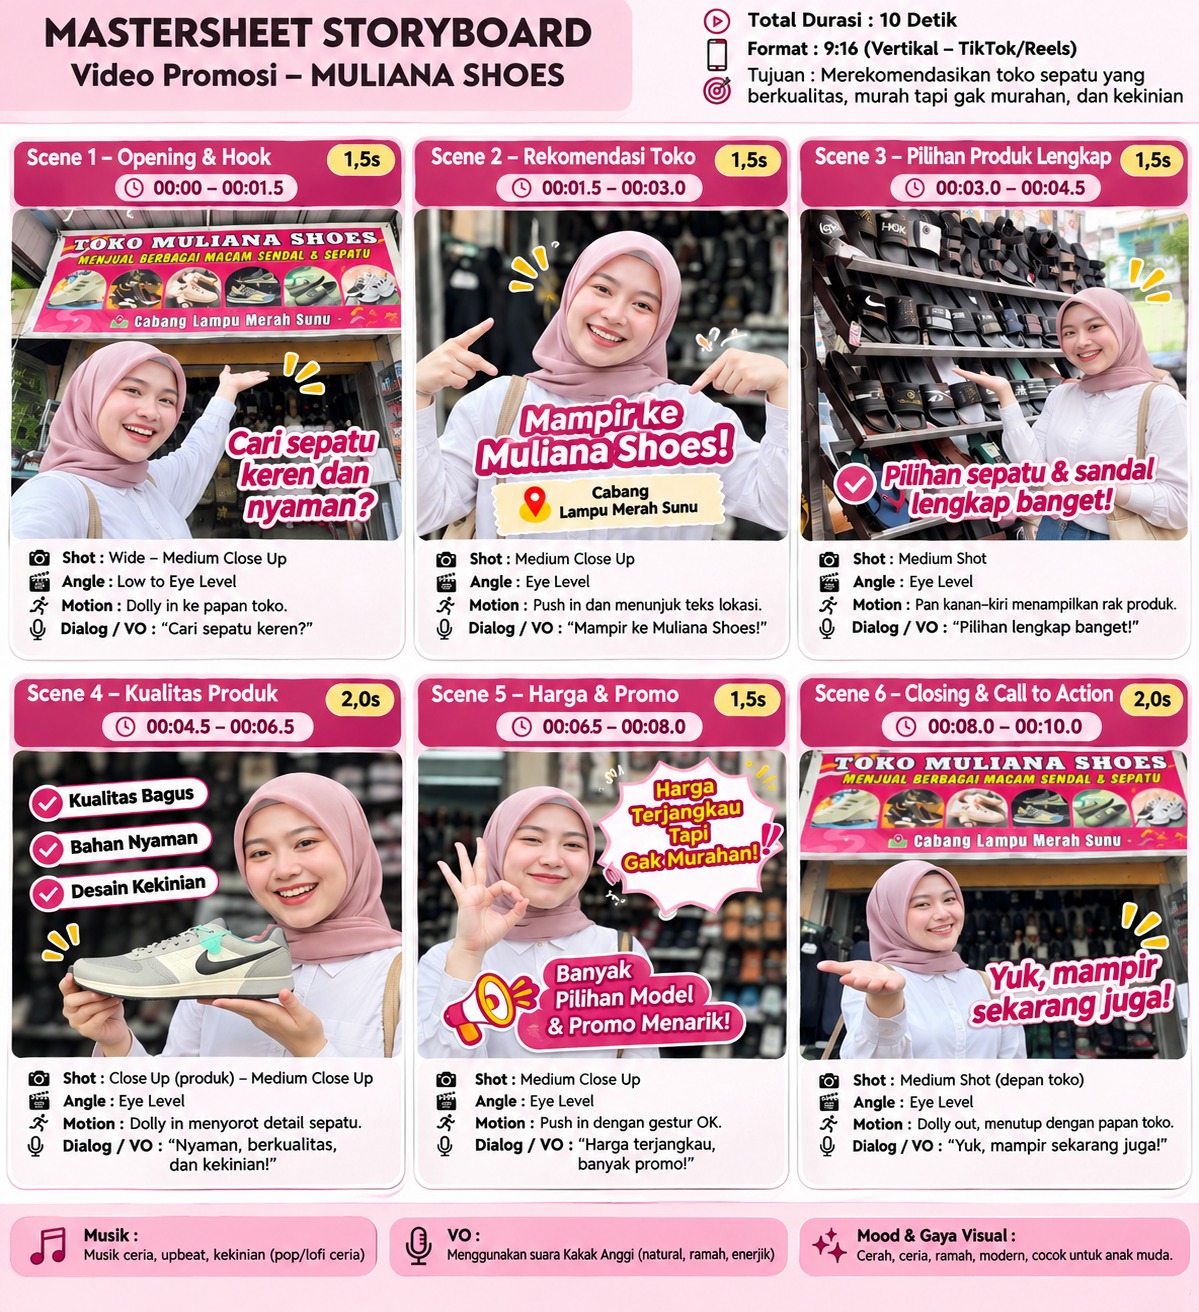 MASTERSHEET STORYBOARD
Video Promosi – MULIANA SHOES
Total Durasi : 10 Detik
Format : 9:16 (Vertikal – TikTok/Reels)
Tujuan : Merekomendasikan toko sepatu yang
berkualitas, murah tapi gak murahan, dan kekinian
Scene 1 – Opening & Hook
1,5s
00:00 – 00:01.5
TOKO MULIANA SHOES
MENJUAL BERBAGAI MACAM SENDAL & SEPATU
Cabang Lampu Merah Sunu
Cari sepatu
keren dan
nyaman?
Shot : Wide – Medium Close Up
Angle : Low to Eye Level
Motion : Dolly in ke papan toko.
Dialog / VO : “Cari sepatu keren?”
Scene 2 – Rekomendasi Toko
1,5s
00:01.5 – 00:03.0
Mampir ke
Muliana Shoes!
Cabang
Lampu Merah Sunu
Shot : Medium Close Up
Angle : Eye Level
Motion : Push in dan menunjuk teks lokasi.
Dialog / VO : “Mampir ke Muliana Shoes!”
Scene 3 – Pilihan Produk Lengkap
1,5s
00:03.0 – 00:04.5
Pilihan sepatu & sandal
lengkap banget!
Shot : Medium Shot
Angle : Eye Level
Motion : Pan kanan–kiri menampilkan rak produk.
Dialog / VO : “Pilihan lengkap banget!”
Scene 4 – Kualitas Produk
2,0s
00:04.5 – 00:06.5
Kualitas Bagus
Bahan Nyaman
Desain Kekinian
Shot : Close Up (produk) – Medium Close Up
Angle : Eye Level
Motion : Dolly in menyorot detail sepatu.
Dialog / VO : “Nyaman, berkualitas,
dan kekinian!”
Scene 5 – Harga & Promo
1,5s
00:06.5 – 00:08.0
Harga
Terjangkau
Tapi
Gak Murahan!
Banyak
Pilihan Model
& Promo Menarik!
Shot : Medium Close Up
Angle : Eye Level
Motion : Push in dengan gestur OK.
Dialog / VO : “Harga terjangkau,
banyak promo!”
Scene 6 – Closing & Call to Action
2,0s
00:08.0 – 00:10.0
TOKO MULIANA SHOES
MENJUAL BERBAGAI MACAM SENDAL & SEPATU
Cabang Lampu Merah Sunu
Yuk, mampir
sekarang juga!
Shot : Medium Shot (depan toko)
Angle : Eye Level
Motion : Dolly out, menutup dengan papan toko.
Dialog / VO : “Yuk, mampir sekarang juga!”
Musik :
Musik ceria, upbeat, kekinian (pop/lofi ceria)
VO :
Menggunakan suara Kakak Anggi (natural, ramah, enerjik)
Mood & Gaya Visual :
Cerah, ceria, ramah, modern, cocok untuk anak muda.